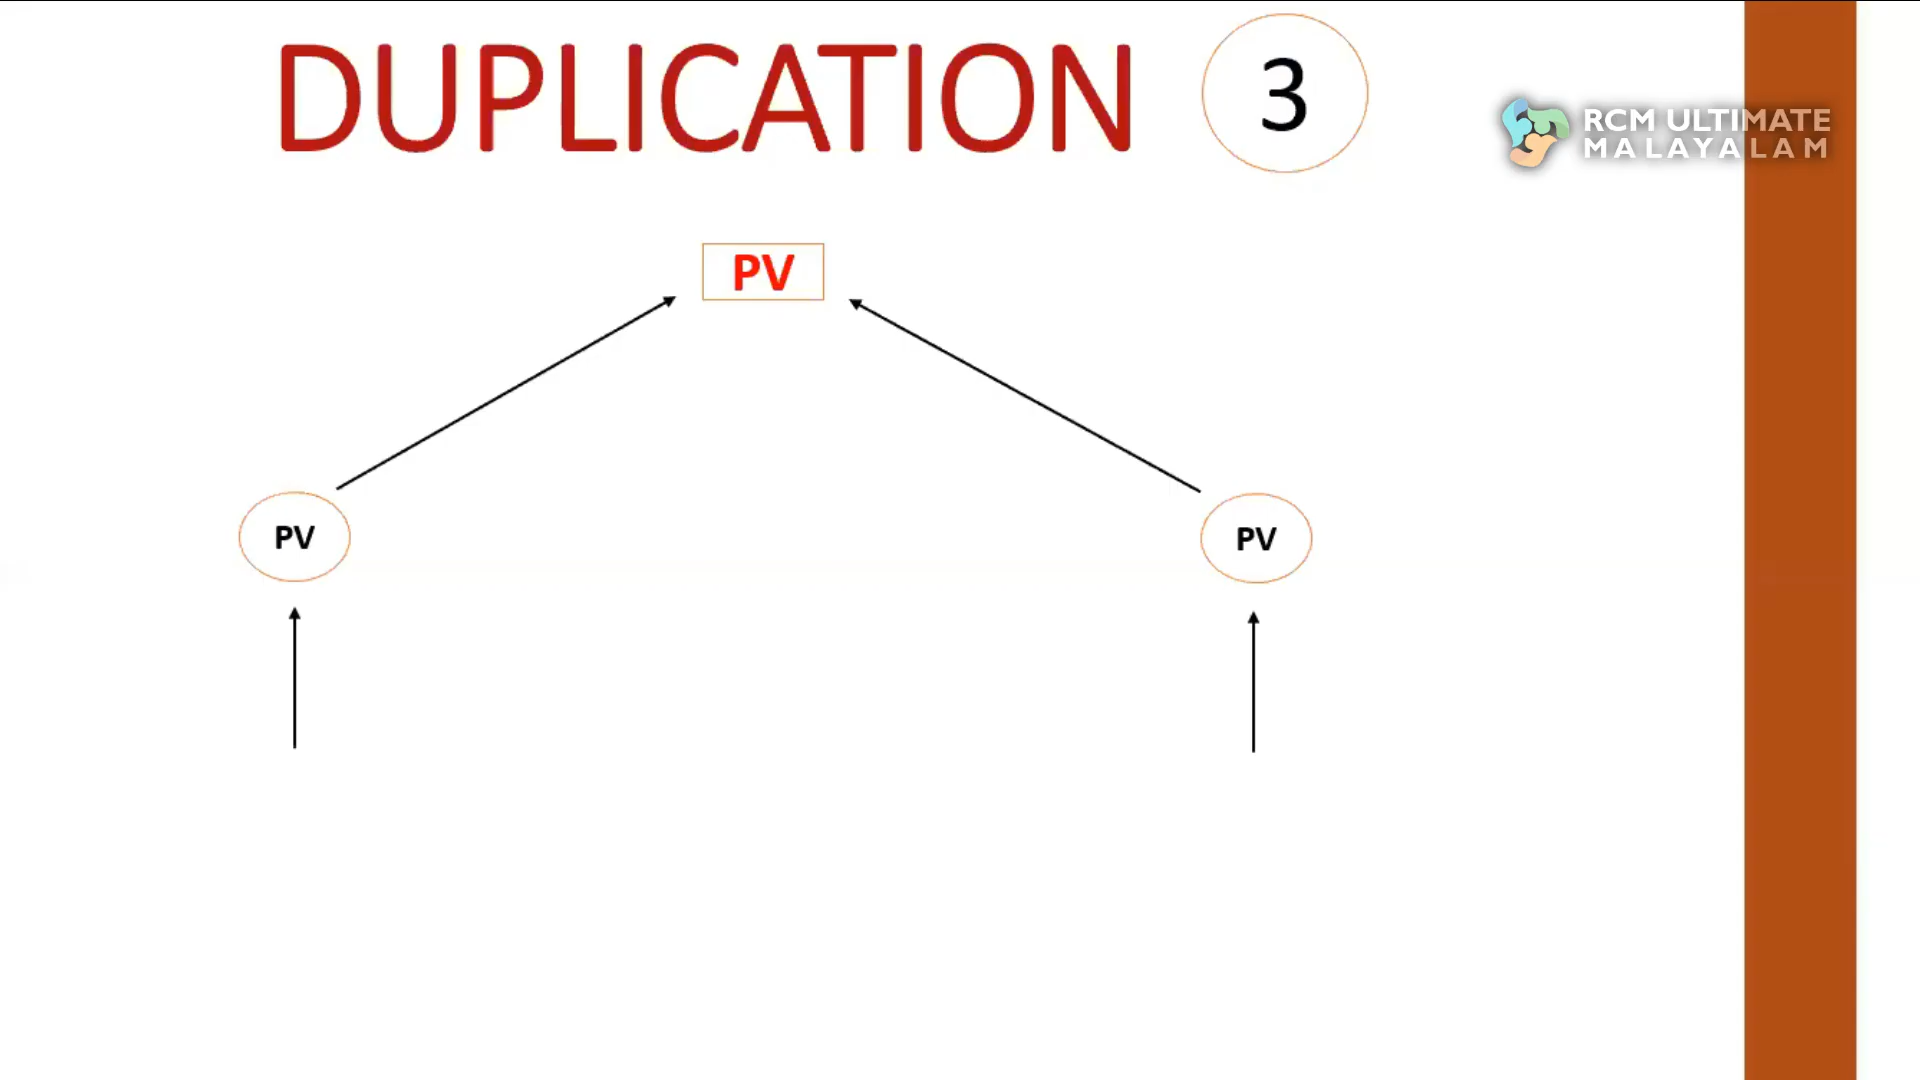 DUPLICATION 3
RCM ULTIMATE
MALAYALAM
PV
PV PV